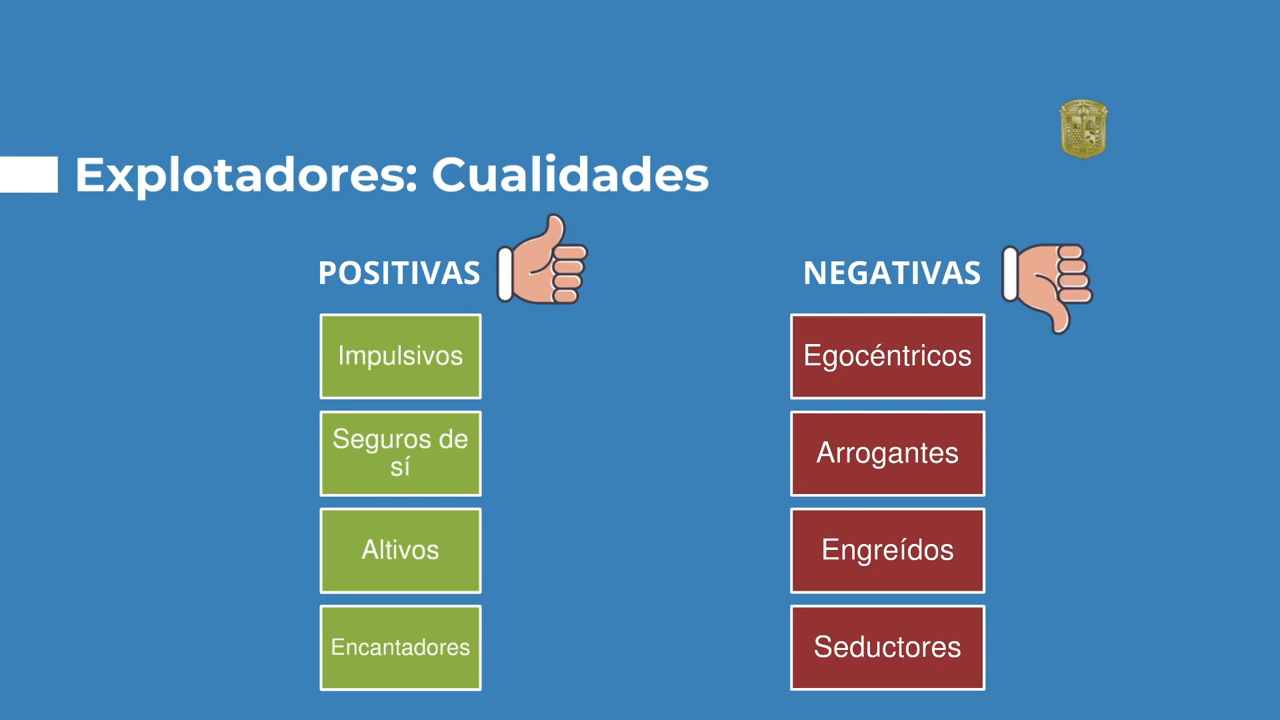 Explotadores: Cualidades
POSITIVAS
Impulsivos
Seguros de
sí
Altivos
Encantadores
NEGATIVAS
Egocéntricos
Arrogantes
Engreídos
Seductores